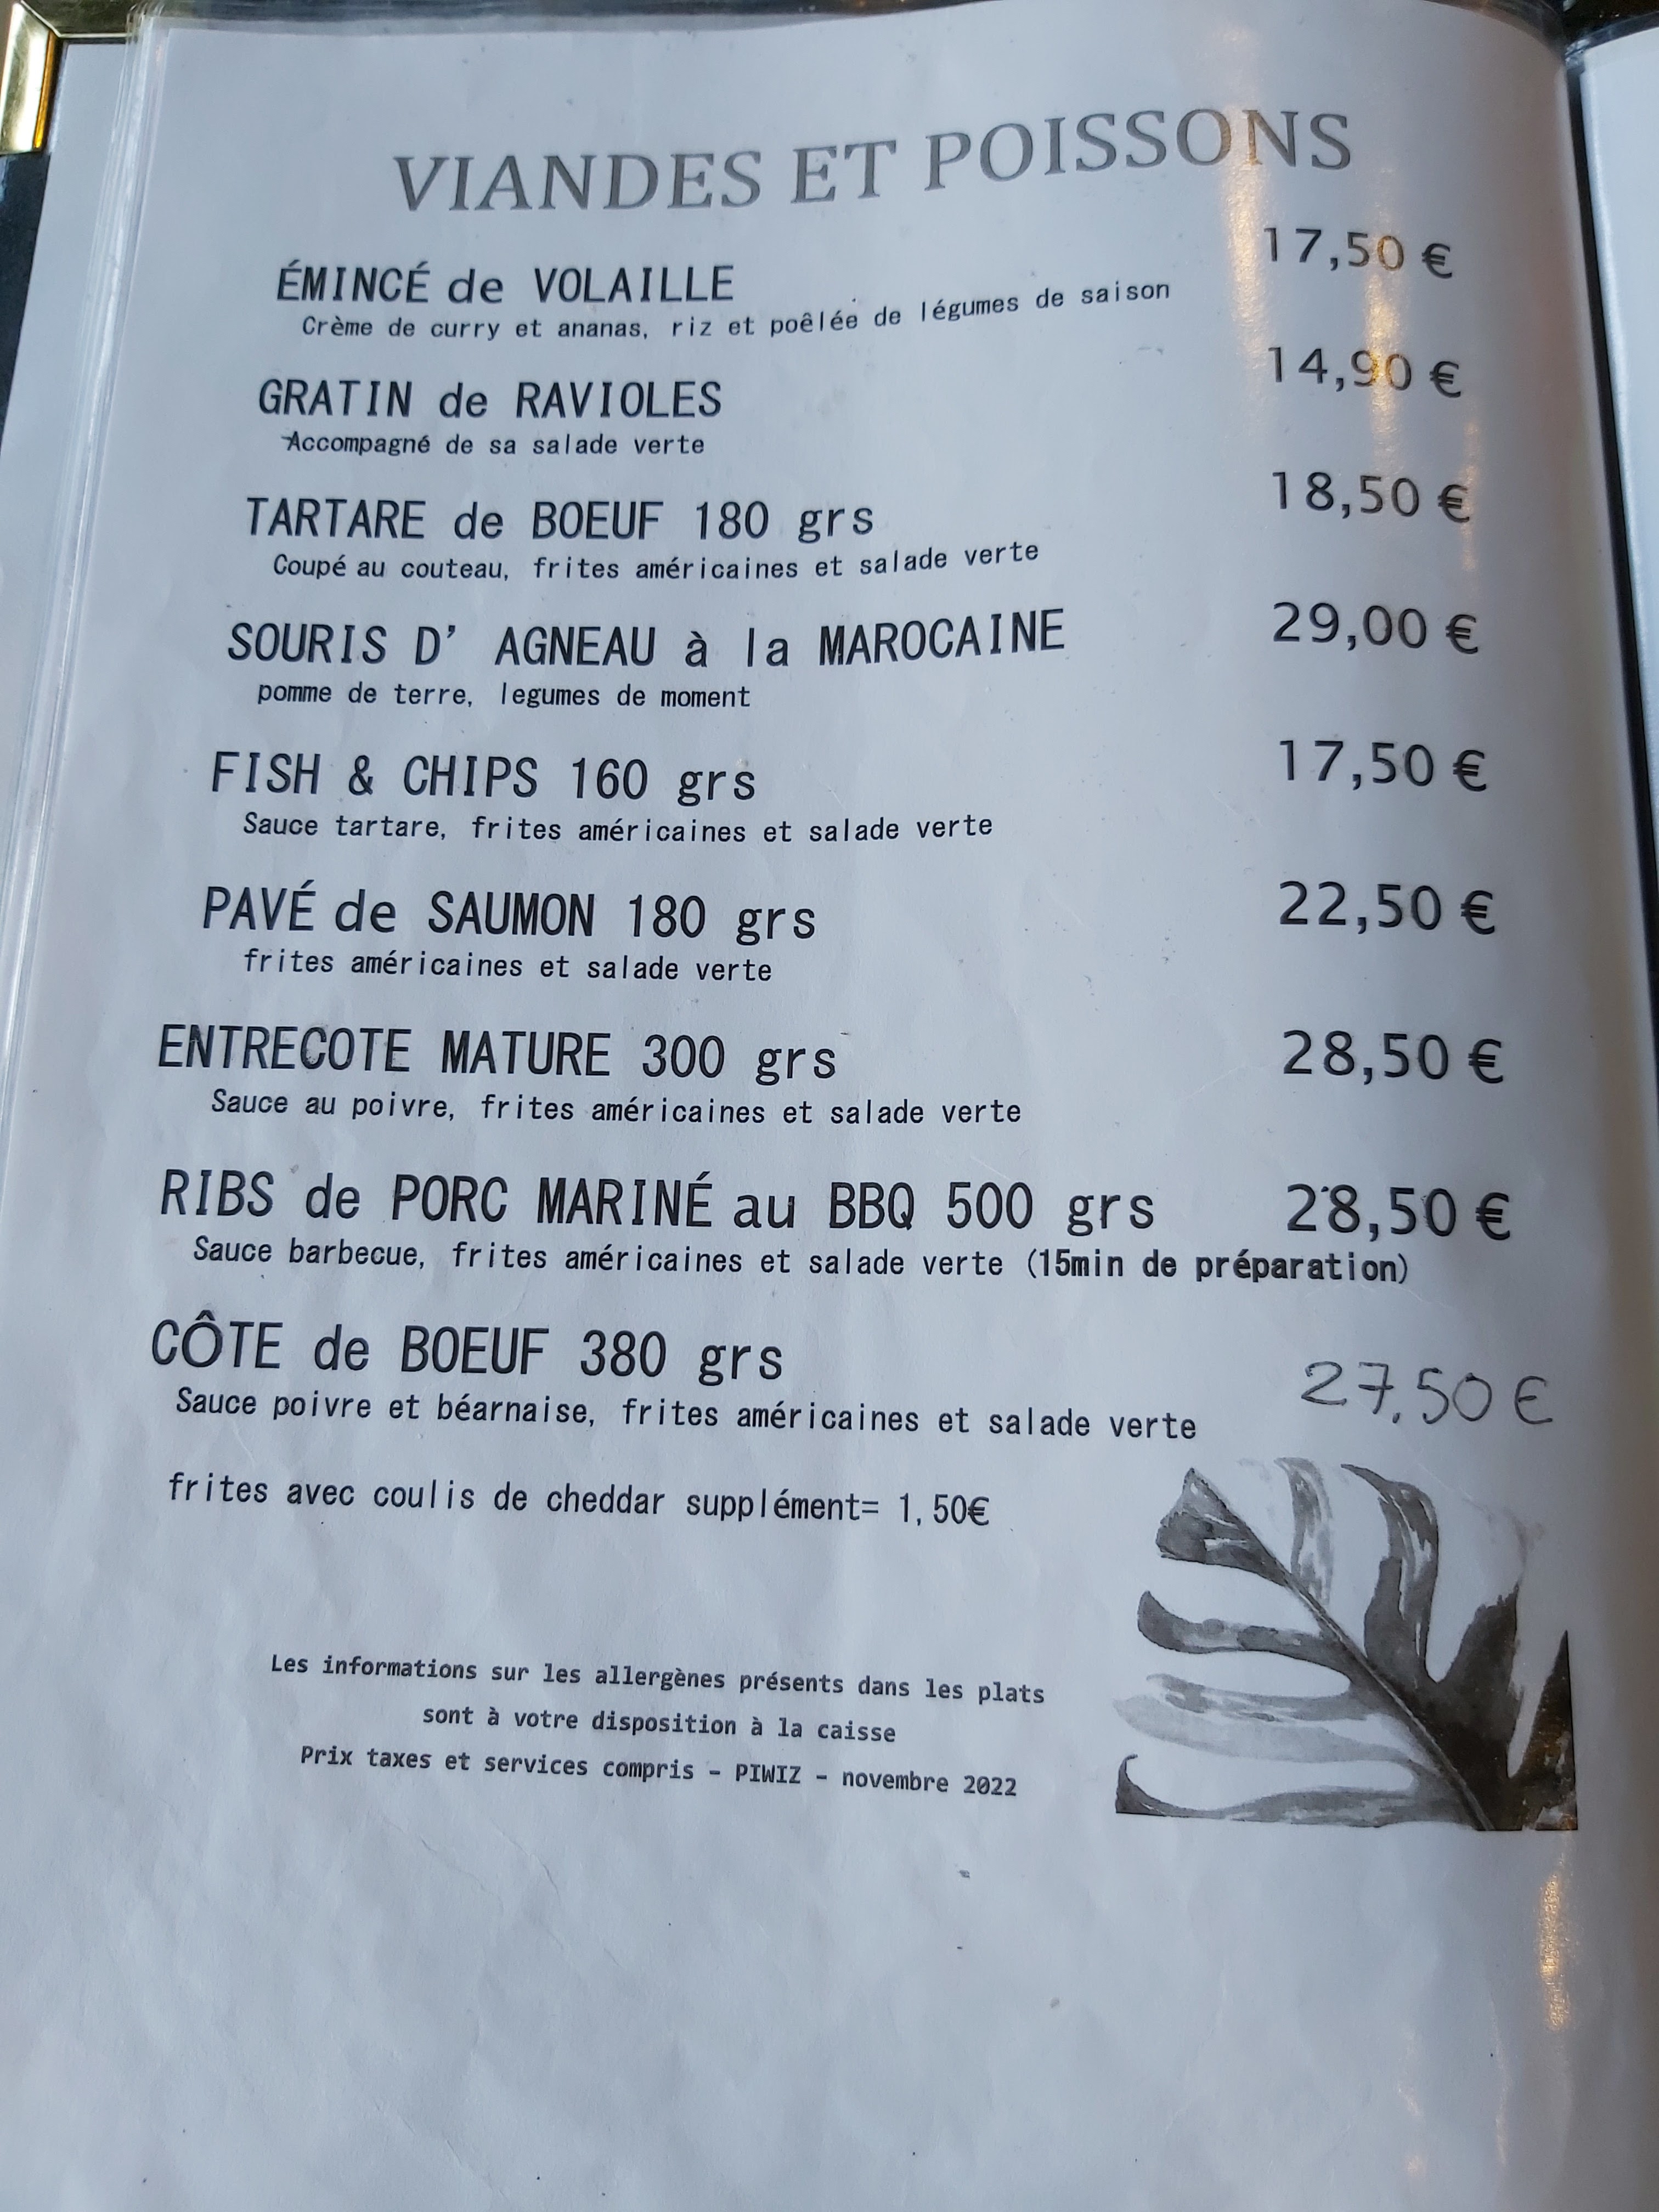 VIANDES ET POISSONS
ÉMINCÉ de VOLAILLE 17,50 €
Crème de curry et ananas, riz et poêlée de légumes de saison
GRATIN de RAVIOLES 14,90 €
Accompagné de sa salade verte
TARTARE de BOEUF 180 grs 18,50 €
Coupé au couteau, frites américaines et salade verte
SOURIS D' AGNEAU à la MAROCAINE 29,00 €
pomme de terre, legumes de moment
FISH & CHIPS 160 grs 17,50 €
Sauce tartare, frites américaines et salade verte
PAVÉ de SAUMON 180 grs 22,50 €
frites américaines et salade verte
ENTRECOTE MATURE 300 grs 28,50 €
Sauce au poivre, frites américaines et salade verte
RIBS de PORC MARINÉ au BBQ 500 grs 28,50 €
Sauce barbecue, frites américaines et salade verte (15min de préparation)
CÔTE de BOEUF 380 grs 27,50 €
Sauce poivre et béarnaise, frites américaines et salade verte
frites avec coulis de cheddar supplément= 1,50€
Les informations sur les allergènes présents dans les plats
sont à votre disposition à la caisse
Prix taxes et services compris – PIWIZ – novembre 2022